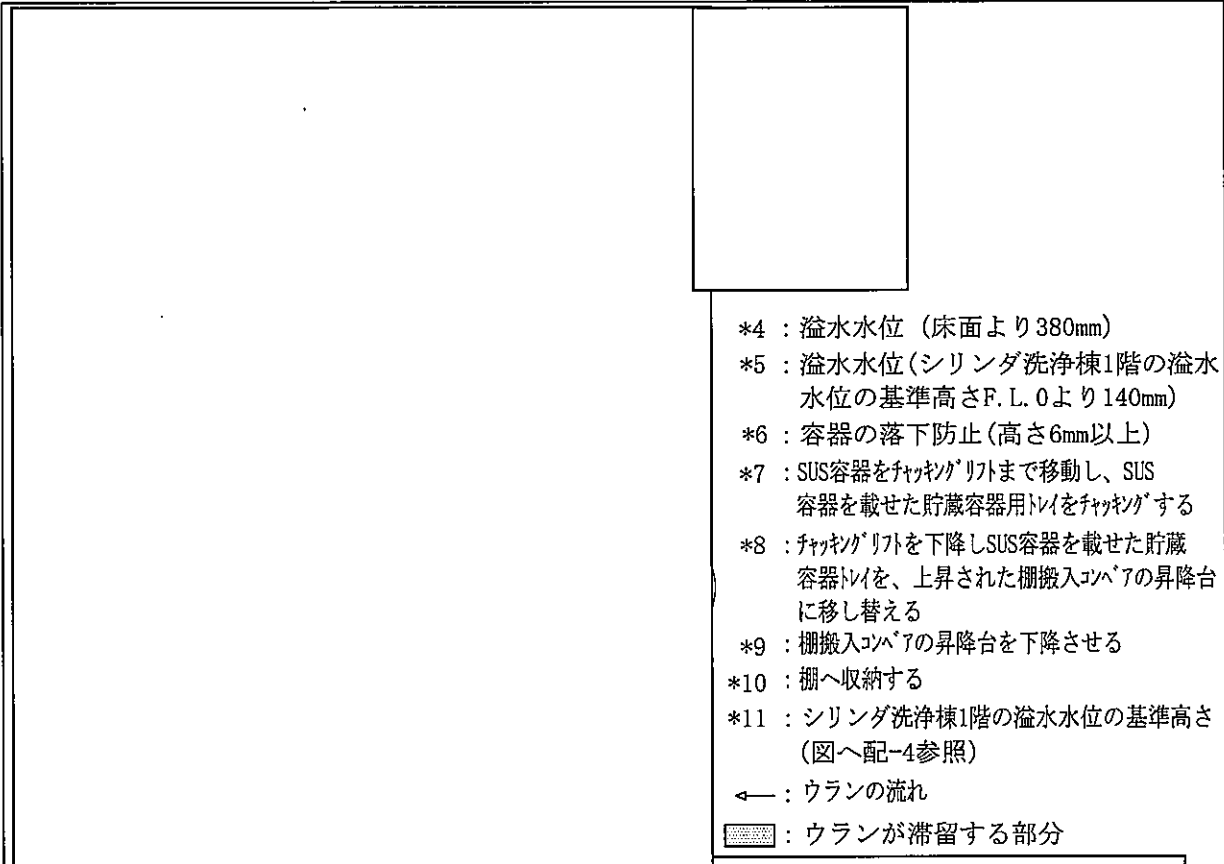 *4 : 溢水水位 (床面より380mm)
*5 : 溢水水位(シリンダ洗浄棟1階の溢水
水位の基準高さF.L.0より140mm)
*6 : 容器の落下防止(高さ6mm以上)
*7 : SUS容器をﾁｬｯｷﾝｸﾞﾘﾌﾄまで移動し、SUS
容器を載せた貯蔵容器用ﾄﾚｲをﾁｬｯｷﾝｸﾞする
*8 : ﾁｬｯｷﾝｸﾞﾘﾌﾄを下降しSUS容器を載せた貯蔵
容器ﾄﾚｲを、上昇された棚搬入ｺﾝﾍﾞｱの昇降台
に移し替える
*9 : 棚搬入ｺﾝﾍﾞｱの昇降台を下降させる
*10 : 棚へ収納する
*11 : シリンダ洗浄棟1階の溢水水位の基準高さ
(図ヘ配-4参照)
: ウランの流れ
: ウランが滞留する部分